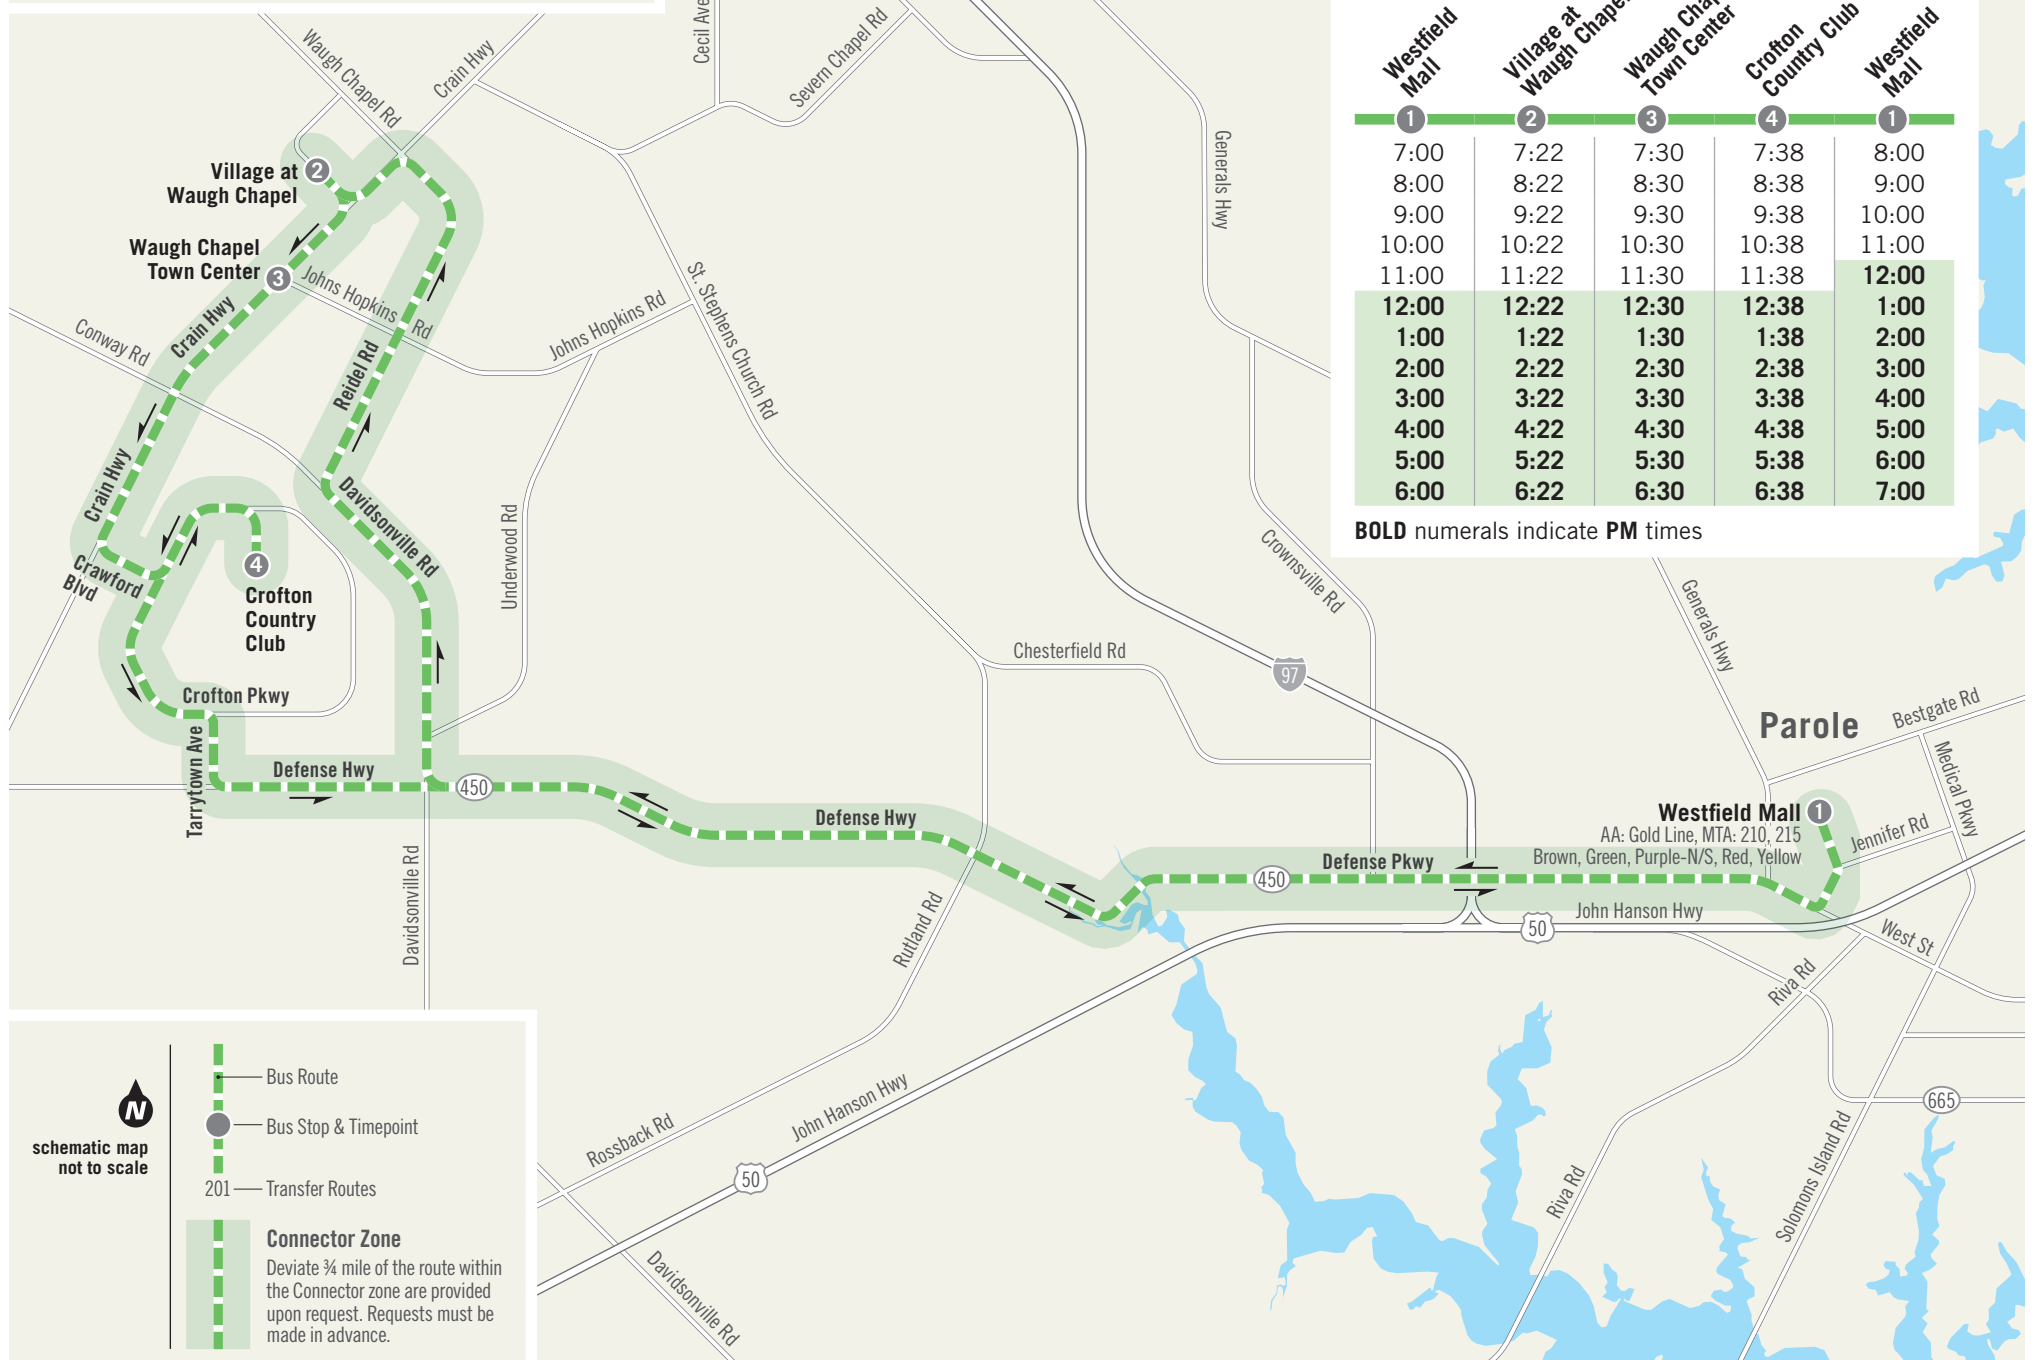 Westfield
Mall
Village at
Waugh Chapel
Waugh Chap
Town Center
Crofton
Country Club
Westfield
Mall
1 2 3 4 1
7:00 7:22 7:30 7:38 8:00
8:00 8:22 8:30 8:38 9:00
9:00 9:22 9:30 9:38 10:00
10:00 10:22 10:30 10:38 11:00
11:00 11:22 11:30 11:38 12:00
12:00 12:22 12:30 12:38 1:00
1:00 1:22 1:30 1:38 2:00
2:00 2:22 2:30 2:38 3:00
3:00 3:22 3:30 3:38 4:00
4:00 4:22 4:30 4:38 5:00
5:00 5:22 5:30 5:38 6:00
6:00 6:22 6:30 6:38 7:00
BOLD numerals indicate PM times
Waugh Chapel Rd
Crain Hwy
Cecil Ave
Severn Chapel Rd
Generals Hwy
Village at
Waugh Chapel
2
Waugh Chapel
Town Center
3
Johns Hopkins Rd
Johns Hopkins Rd
St. Stephens Church Rd
Conway Rd
Crain Hwy
Reidel Rd
Crain Hwy
Davidsonville Rd
Underwood Rd
Crownsville Rd
Crawford
Blvd
4
Crofton
Country
Club
Chesterfield Rd
97
Generals Hwy
Crofton Pkwy
Tarrytown Ave
Defense Hwy
450
Defense Hwy
Parole
Bestgate Rd
Medical Pkwy
Westfield Mall
1
AA: Gold Line, MTA: 210, 215
Brown, Green, Purple-N/S, Red, Yellow
Jennifer Rd
Defense Pkwy
450
John Hanson Hwy
50
West St
Riva Rd
Davidsonville Rd
Rutland Rd
John Hanson Hwy
50
Rossback Rd
Davidsonville Rd
Riva Rd
Solomons Island Rd
665
N
schematic map
not to scale
Bus Route
Bus Stop & Timepoint
201
Transfer Routes
Connector Zone
Deviate ¾ mile of the route within
the Connector zone are provided
upon request. Requests must be
made in advance.